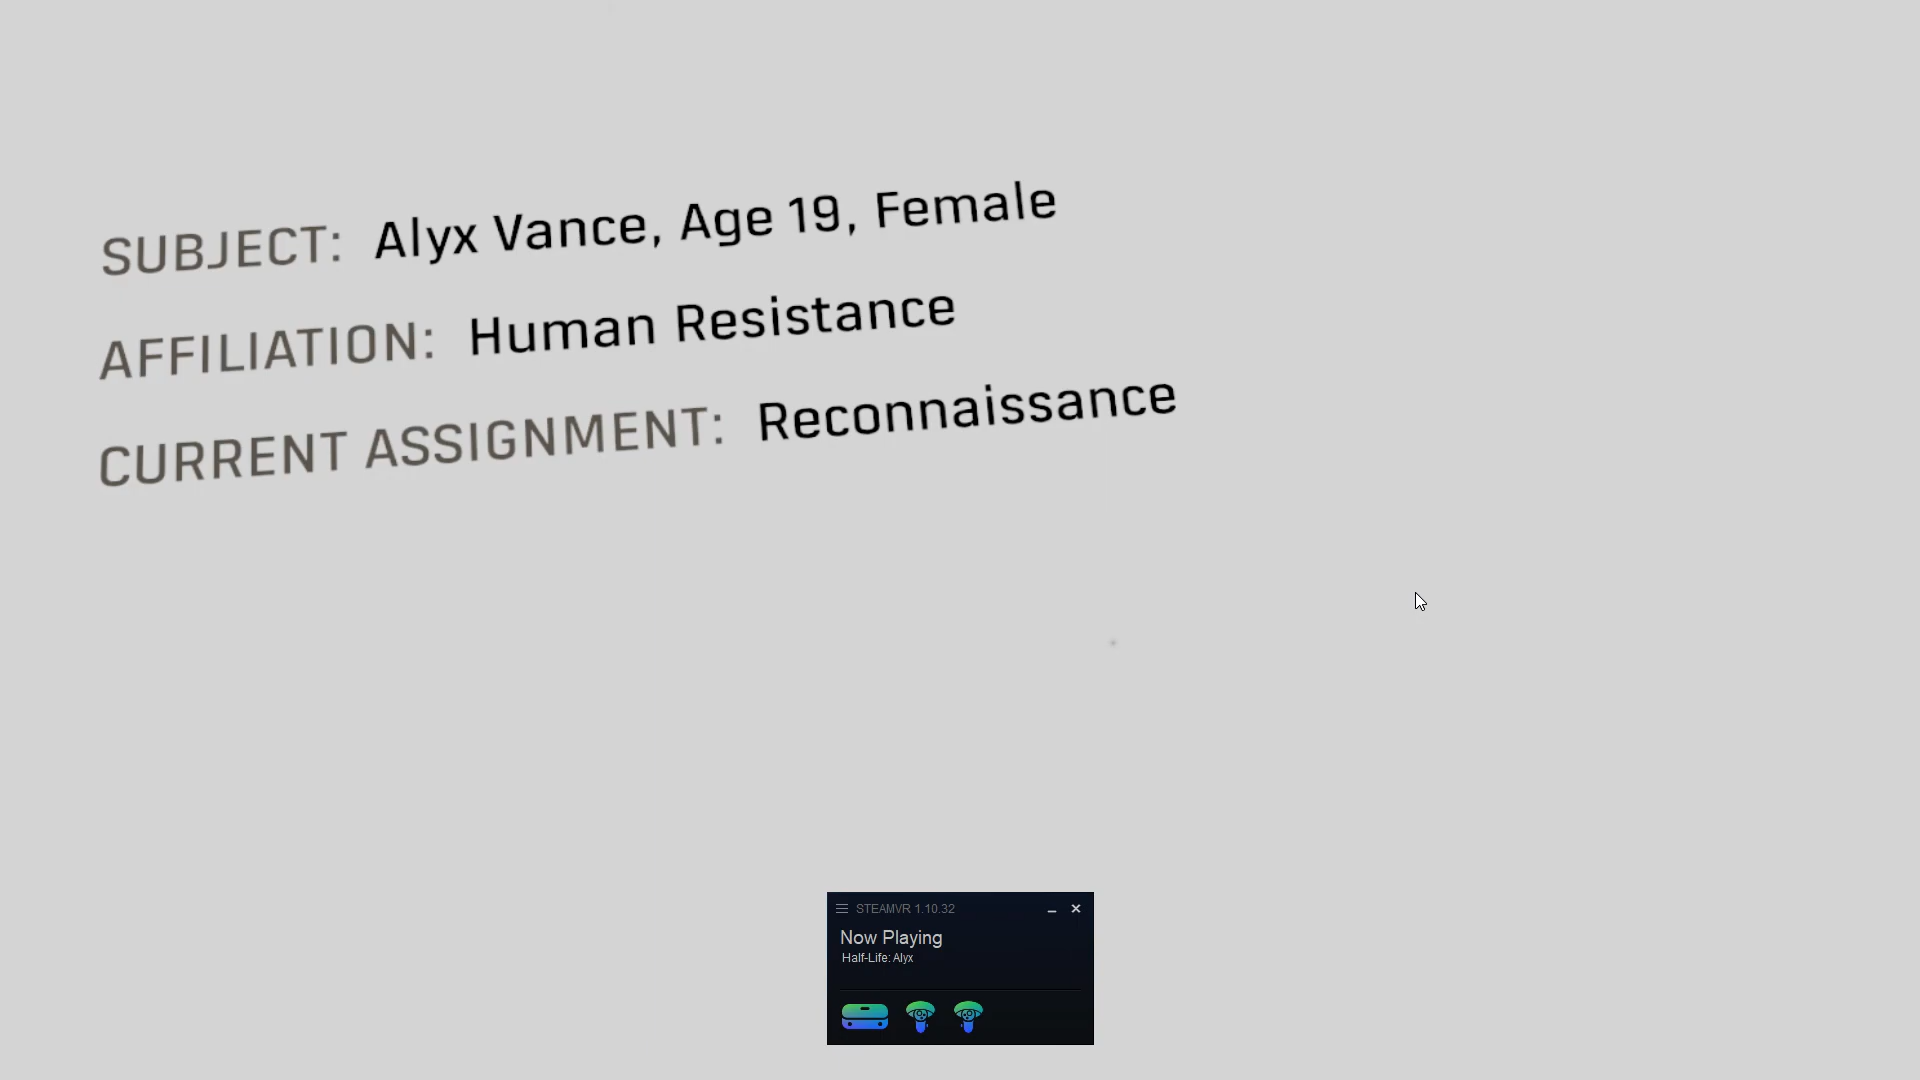 SUBJECT: Alyx Vance, Age 19, Female
AFFILIATION: Human Resistance
CURRENT ASSIGNMENT: Reconnaissance
STEAMVR 1.10.32
Now Playing
Half-Life: Alyx